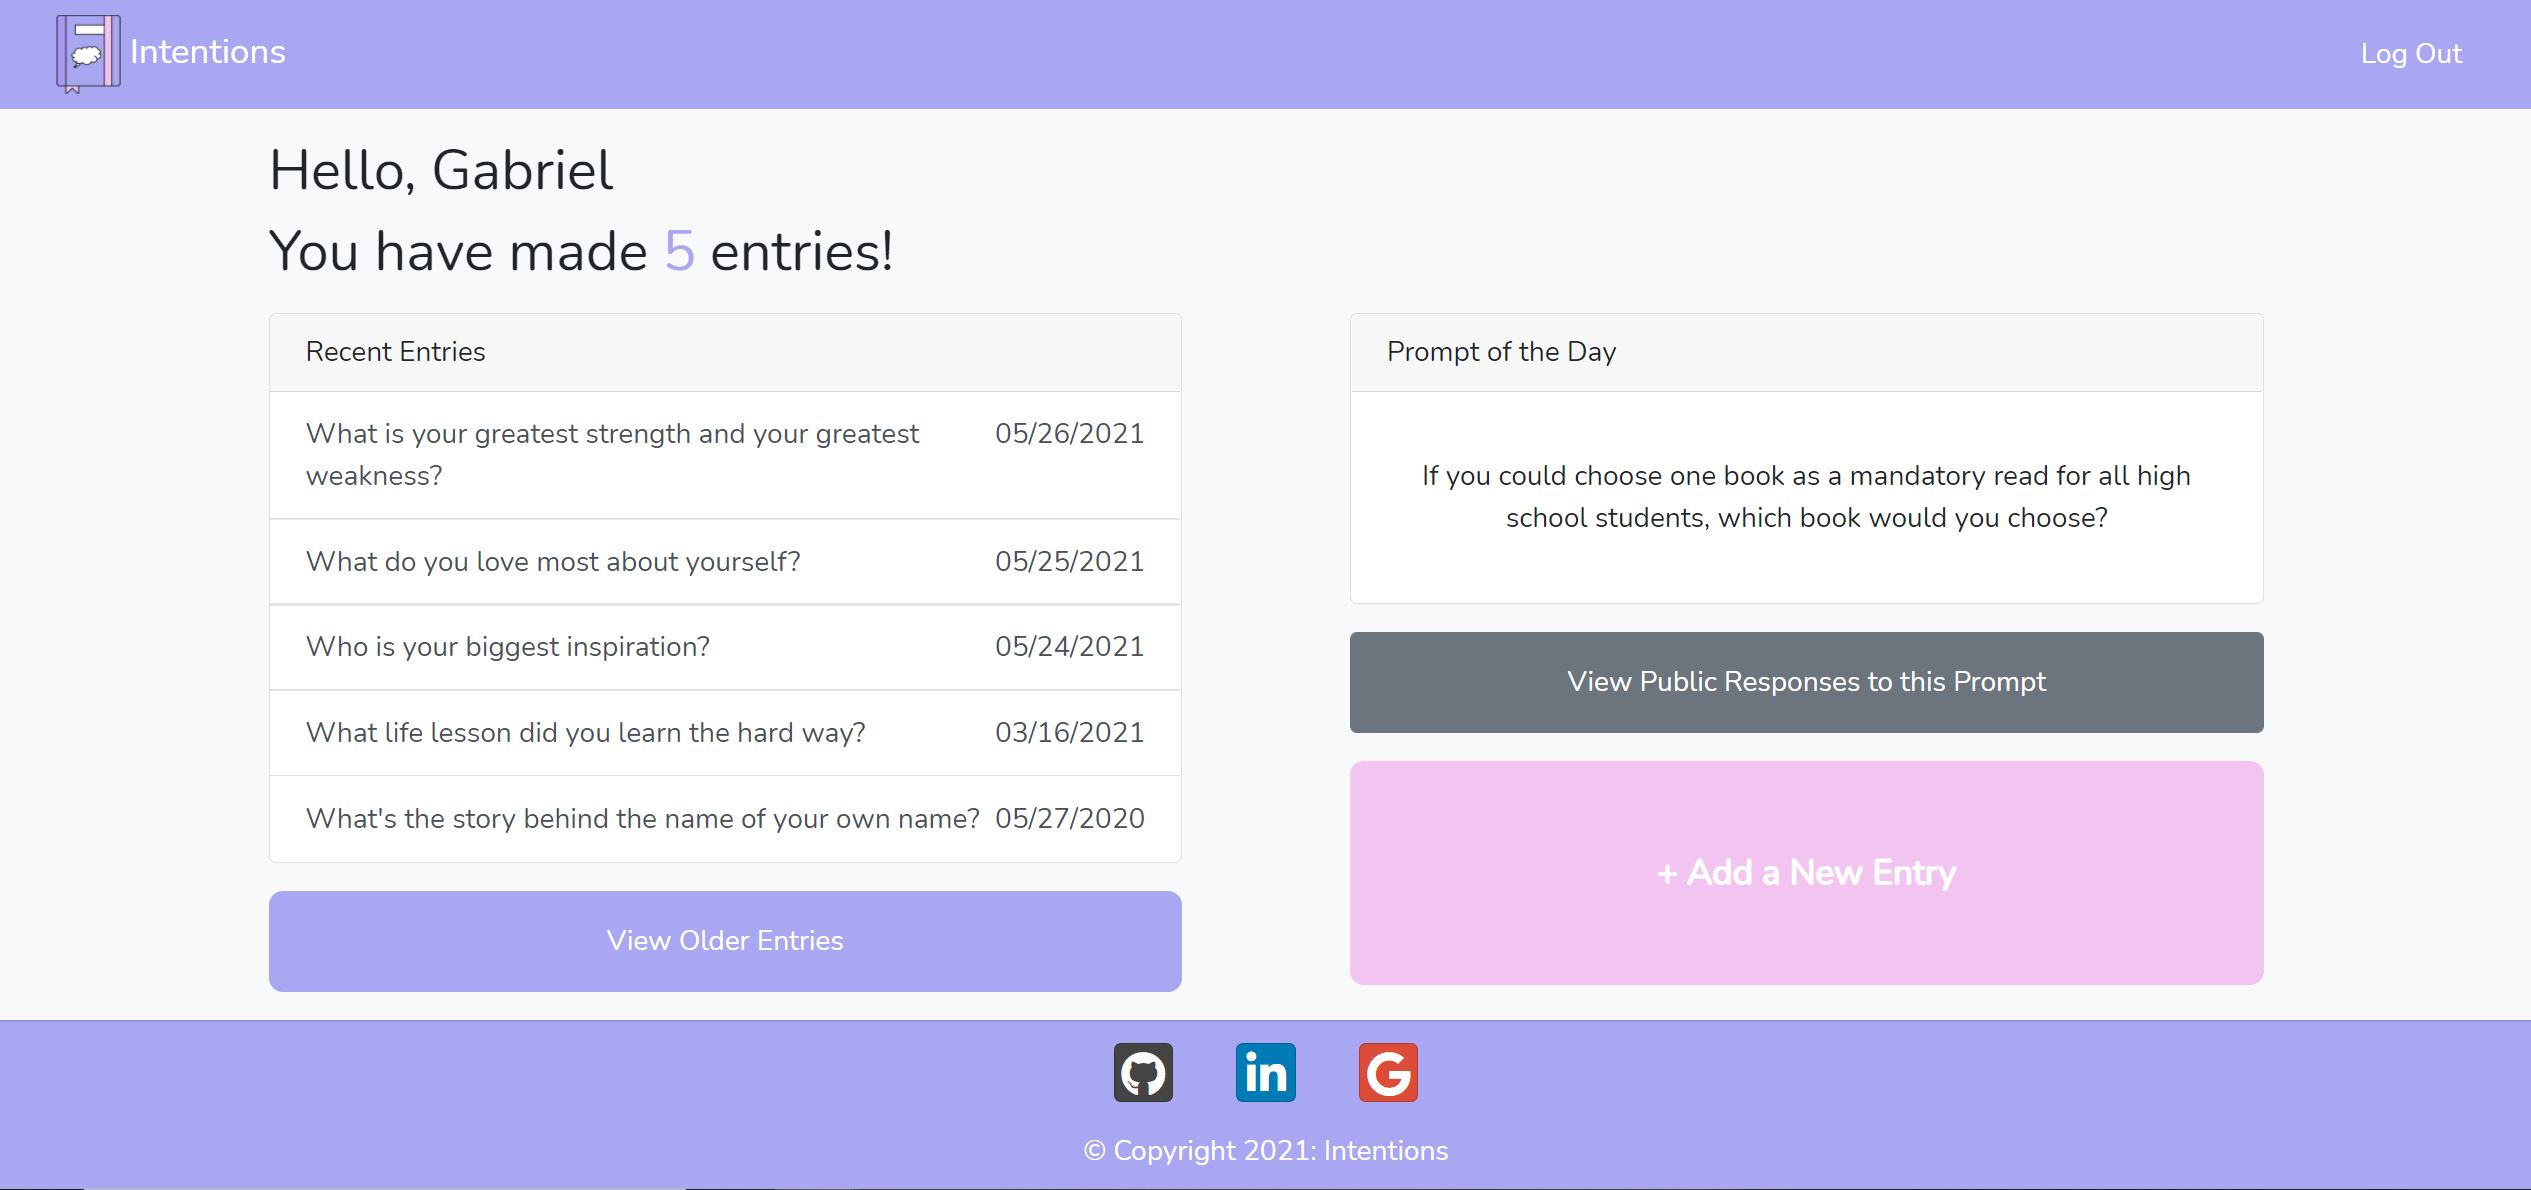 Intentions
Log Out
Hello, Gabriel
You have made 5 entries!
Recent Entries
What is your greatest strength and your greatest 05/26/2021
weakness?
What do you love most about yourself? 05/25/2021
Who is your biggest inspiration? 05/24/2021
What life lesson did you learn the hard way? 03/16/2021
What's the story behind the name of your own name? 05/27/2020
View Older Entries
Prompt of the Day
If you could choose one book as a mandatory read for all high
school students, which book would you choose?
View Public Responses to this Prompt
+ Add a New Entry
in
G
© Copyright 2021: Intentions